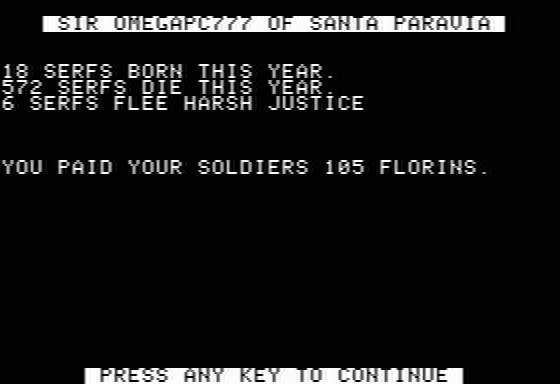 SIR OMEGAPC777 OF SANTA PARAVIA
18 SERFS BORN THIS YEAR.
572 SERFS DIE THIS YEAR.
6 SERFS FLEE HARSH JUSTICE
YOU PAID YOUR SOLDIERS 105 FLORINS.
PRESS ANY KEY TO CONTINUE